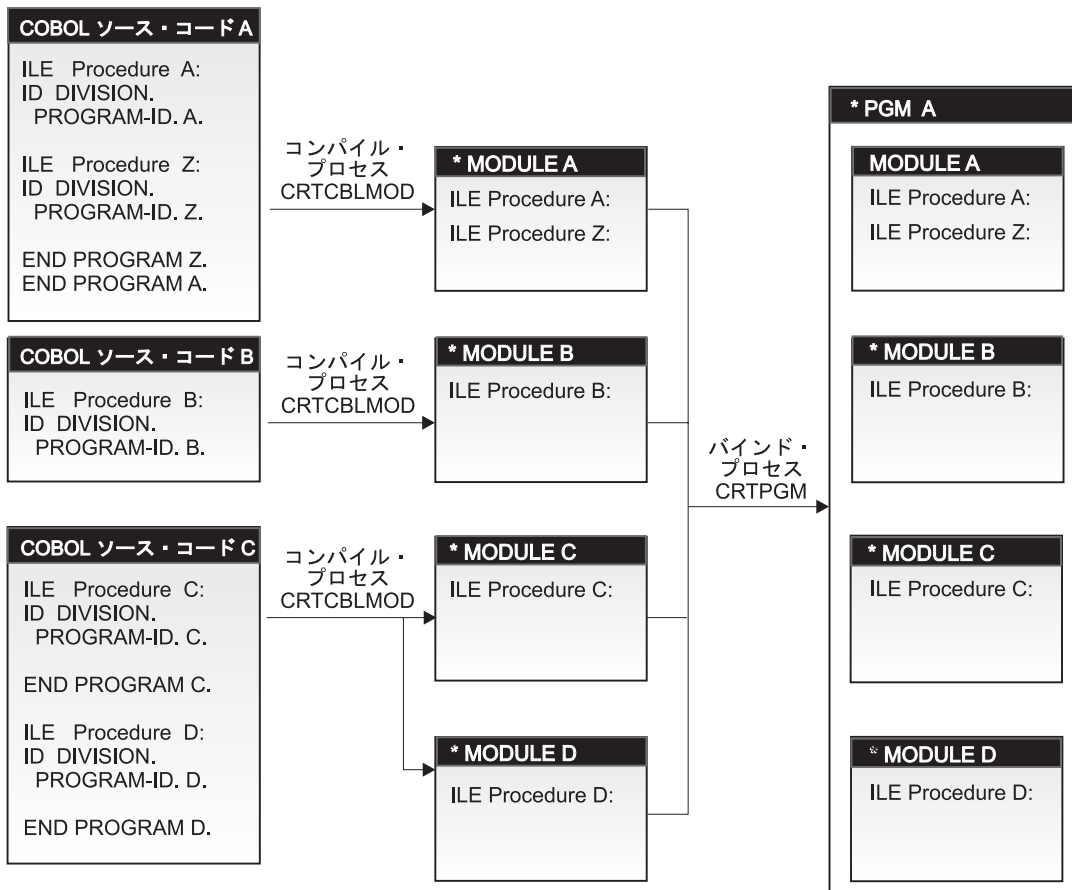 COBOL ソース・コード A
ILE Procedure A:
ID DIVISION.
PROGRAM-ID. A.
ILE Procedure Z:
ID DIVISION.
PROGRAM-ID. Z.
END PROGRAM Z.
END PROGRAM A.
コンパイル・
プロセス
CRTCBLMOD
* MODULE A
ILE Procedure A:
ILE Procedure Z:
COBOL ソース・コード B
ILE Procedure B:
ID DIVISION.
PROGRAM-ID. B.
コンパイル・
プロセス
CRTCBLMOD
* MODULE B
ILE Procedure B:
COBOL ソース・コード C
ILE Procedure C:
ID DIVISION.
PROGRAM-ID. C.
END PROGRAM C.
ILE Procedure D:
ID DIVISION.
PROGRAM-ID. D.
END PROGRAM D.
コンパイル・
プロセス
CRTCBLMOD
* MODULE C
ILE Procedure C:
* MODULE D
ILE Procedure D:
バインド・
プロセス
CRTPGM
* PGM A
MODULE A
ILE Procedure A:
ILE Procedure Z:
* MODULE B
ILE Procedure B:
* MODULE C
ILE Procedure C:
* MODULE D
ILE Procedure D: